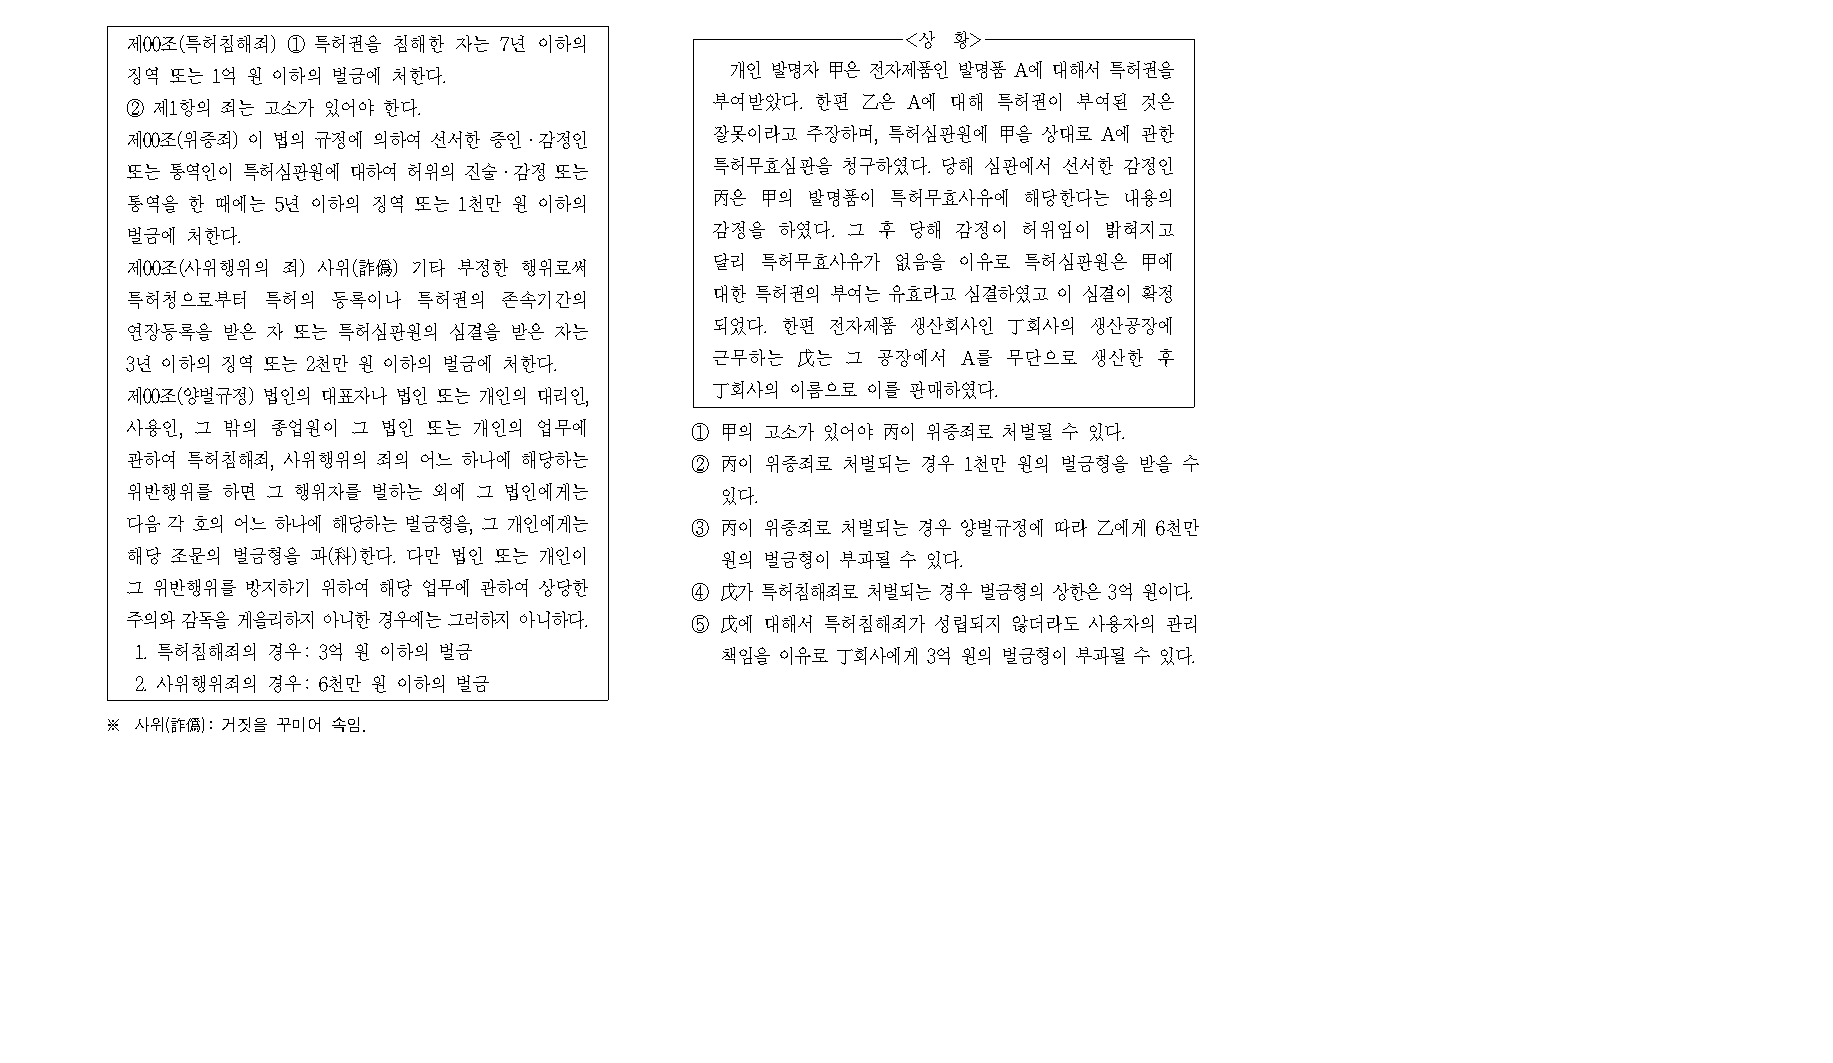 제00조(특허침해죄) ① 특허권을 침해한 자는 7년 이하의
징역 또는 1억 원 이하의 벌금에 처한다.
② 제1항의 죄는 고소가 있어야 한다.
제00조(위증죄) 이 법의 규정에 의하여 선서한 증인·감정인
또는 통역인이 특허심판원에 대하여 허위의 진술·감정 또는
통역을 한 때에는 5년 이하의 징역 또는 1천만 원 이하의
벌금에 처한다.
제00조(사위행위의 죄) 사위(詐僞) 기타 부정한 행위로써
특허청으로부터 특허의 등록이나 특허권의 존속기간의
연장등록을 받은 자 또는 특허심판원의 심결을 받은 자는
3년 이하의 징역 또는 2천만 원 이하의 벌금에 처한다.
제00조(양벌규정) 법인의 대표자나 법인 또는 개인의 대리인,
사용인, 그 밖의 종업원이 그 법인 또는 개인의 업무에
관하여 특허침해죄, 사위행위의 죄의 어느 하나에 해당하는
위반행위를 하면 그 행위자를 벌하는 외에 그 법인에게는
다음 각 호의 어느 하나에 해당하는 벌금형을, 그 개인에게는
해당 조문의 벌금형을 과(科)한다. 다만 법인 또는 개인이
그 위반행위를 방지하기 위하여 해당 업무에 관하여 상당한
주의와 감독을 게을리하지 아니한 경우에는 그러하지 아니하다.
1. 특허침해죄의 경우: 3억 원 이하의 벌금
2. 사위행위죄의 경우: 6천만 원 이하의 벌금
※ 사위(詐僞): 거짓을 꾸미어 속임.
<상 황>
개인 발명자 甲은 전자제품인 발명품 A에 대해서 특허권을
부여받았다. 한편 乙은 A에 대해 특허권이 부여된 것은
잘못이라고 주장하며, 특허심판원에 甲을 상대로 A에 관한
특허무효심판을 청구하였다. 당해 심판에서 선서한 감정인
丙은 甲의 발명품이 특허무효사유에 해당한다는 내용의
감정을 하였다. 그 후 당해 감정이 허위임이 밝혀지고
달리 특허무효사유가 없음을 이유로 특허심판원은 甲에
대한 특허권의 부여는 유효라고 심결하였고 이 심결이 확정
되었다. 한편 전자제품 생산회사인 丁회사의 생산공장에
근무하는 戊는 그 공장에서 A를 무단으로 생산한 후
丁회사의 이름으로 이를 판매하였다.
① 甲의 고소가 있어야 丙이 위증죄로 처벌될 수 있다.
② 丙이 위증죄로 처벌되는 경우 1천만 원의 벌금형을 받을 수
있다.
③ 丙이 위증죄로 처벌되는 경우 양벌규정에 따라 乙에게 6천만
원의 벌금형이 부과될 수 있다.
④ 戊가 특허침해죄로 처벌되는 경우 벌금형의 상한은 3억 원이다.
⑤ 戊에 대해서 특허침해죄가 성립되지 않더라도 사용자의 관리
책임을 이유로 丁회사에게 3억 원의 벌금형이 부과될 수 있다.